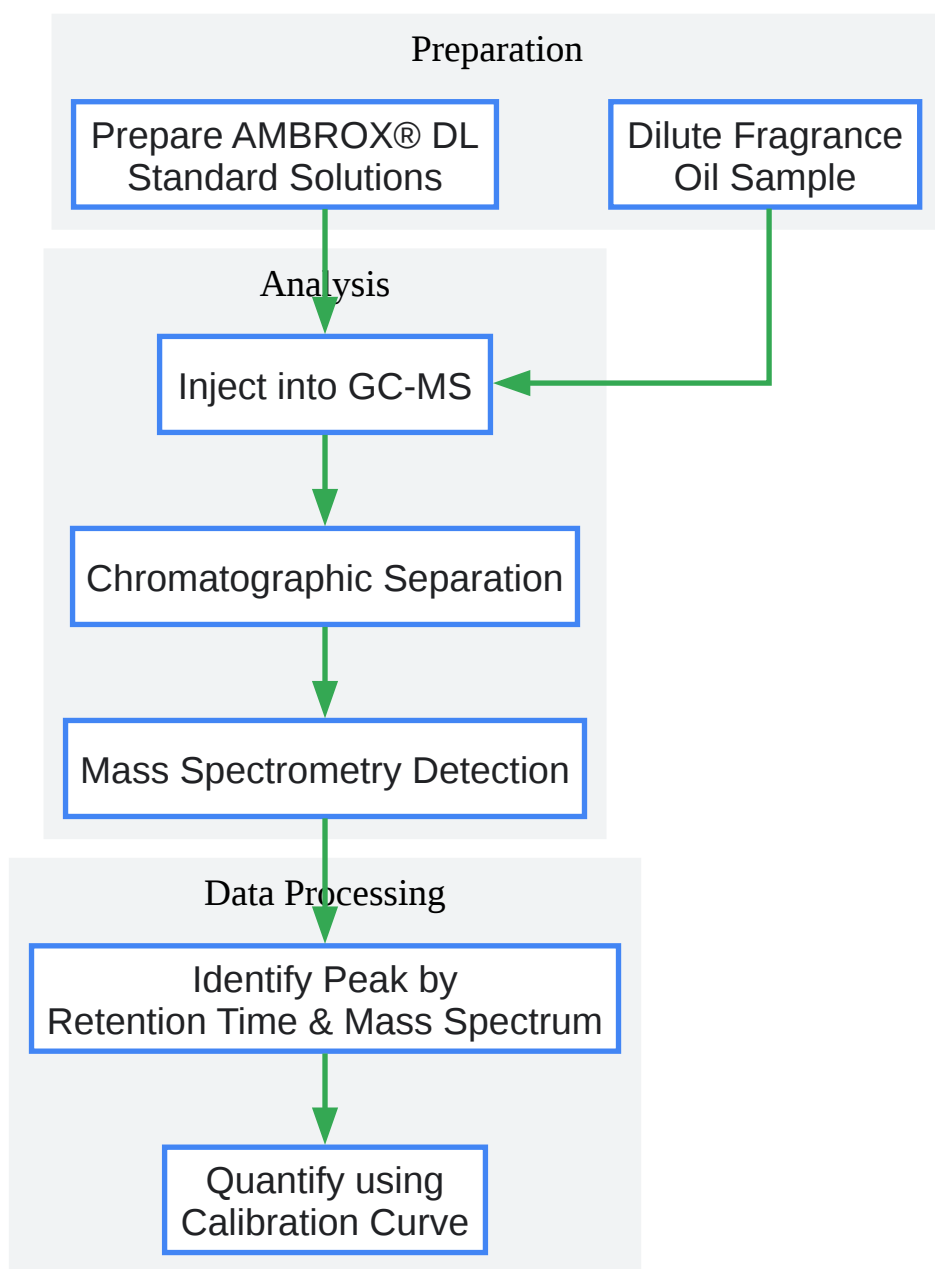 Preparation
Prepare AMBROX® DL
Standard Solutions
Dilute Fragrance
Oil Sample
Analysis
Inject into GC-MS
Chromatographic Separation
Mass Spectrometry Detection
Data Processing
Identify Peak by
Retention Time & Mass Spectrum
Quantify using
Calibration Curve